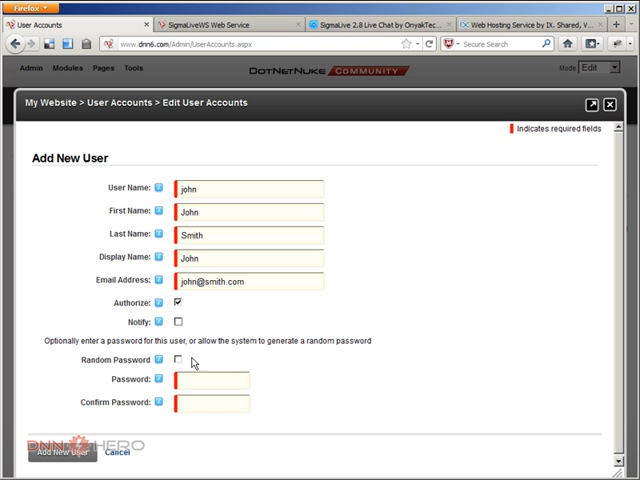 Firefox
User Accounts
SigmaLiveWS Web Service
SigmaLive 2.8 Live Chat by OnyakTec...
Web Hosting Service by IX. Shared, V...
www.dnn6.com/Admin/UserAccounts.aspx
Secure Search
Admin Modules Pages Tools
DOTNETNUKE COMMUNITY
Mode Edit
My Website > User Accounts > Edit User Accounts
Indicates required fields
Add New User
User Name: john
First Name: John
Last Name: Smith
Display Name: John
Email Address: john@smith.com
Authorize:
Notify:
Optionally enter a password for this user, or allow the system to generate a random password
Random Password
Password:
Confirm Password:
DNN HERO
Add New User Cancel